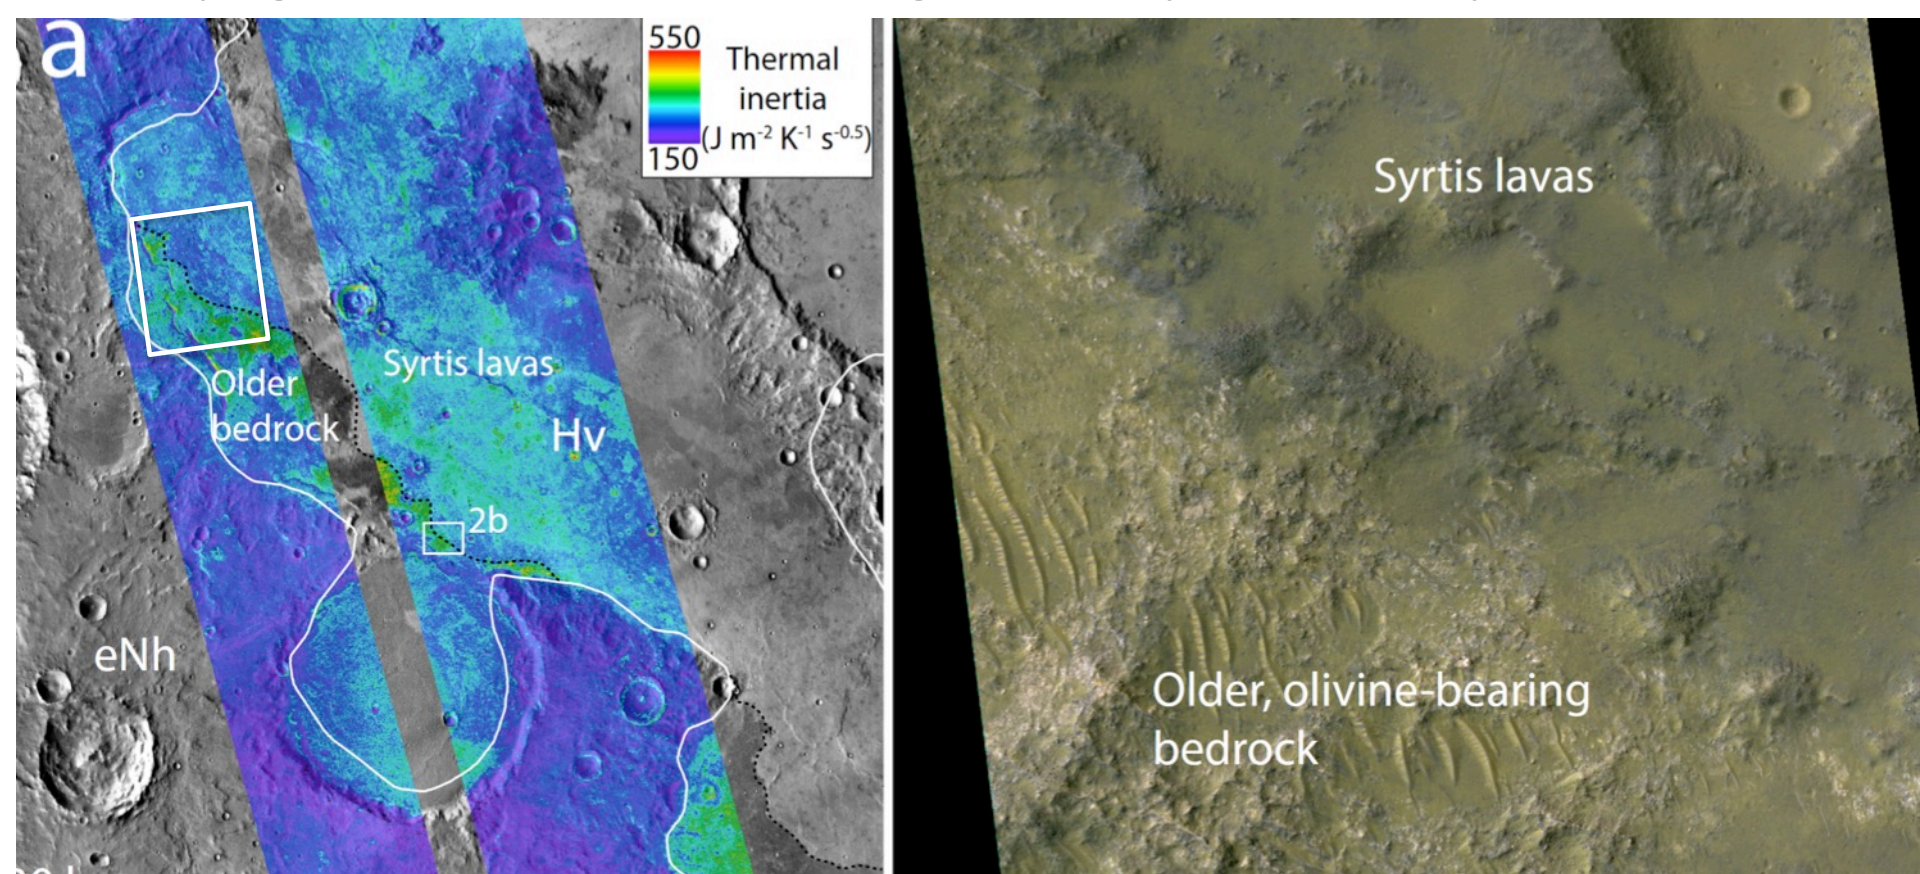 a
550
Thermal
inertia
(J m-2 K-1 s-0.5)
150
Syrtis lavas
Older
bedrock
Hv
2b
eNh
Syrtis lavas
Older, olivine-bearing
bedrock